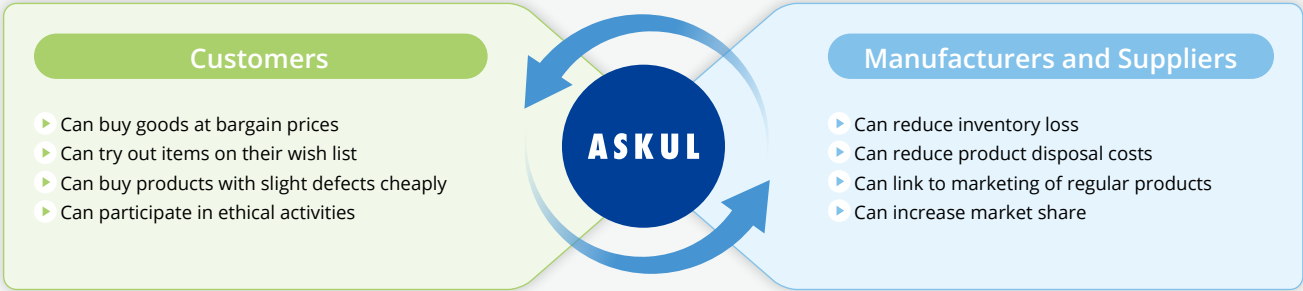 Customers
Can buy goods at bargain prices
Can try out items on their wish list
Can buy products with slight defects cheaply
Can participate in ethical activities
ASKUL
Manufacturers and Suppliers
Can reduce inventory loss
Can reduce product disposal costs
Can link to marketing of regular products
Can increase market share